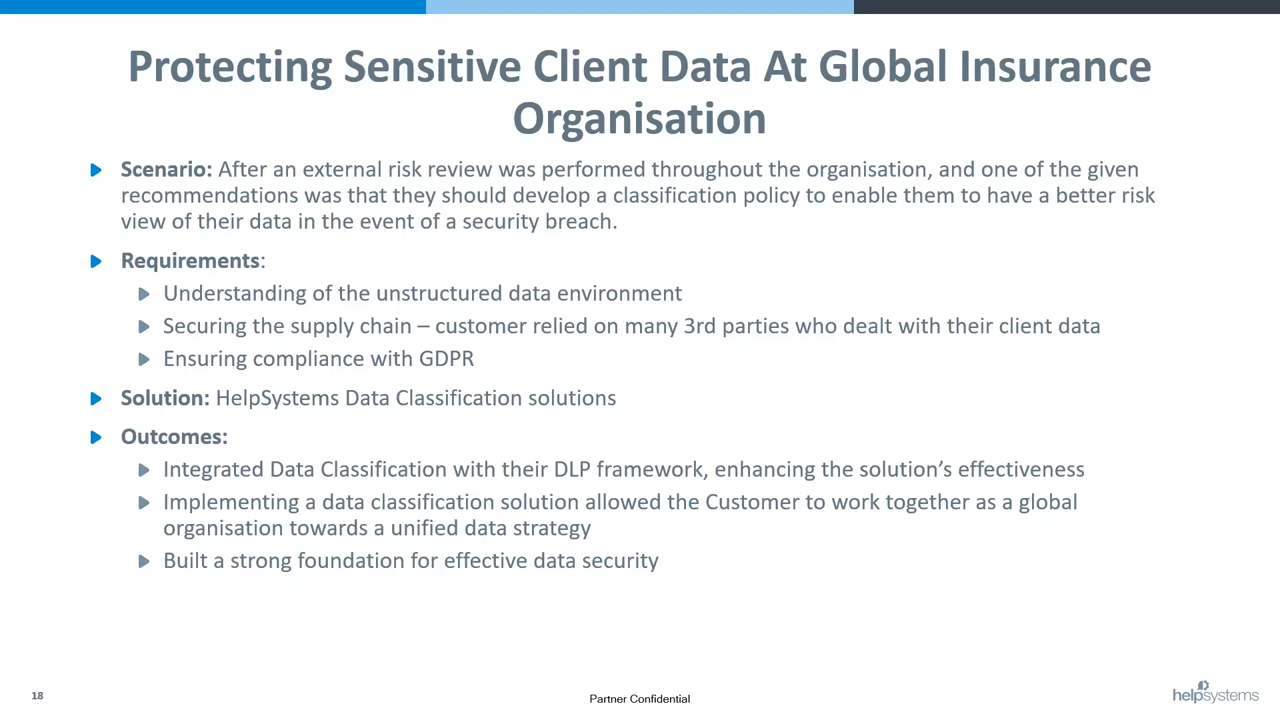 Protecting Sensitive Client Data At Global Insurance
Organisation
Scenario: After an external risk review was performed throughout the organisation, and one of the given
recommendations was that they should develop a classification policy to enable them to have a better risk
view of their data in the event of a security breach.
Requirements:
Understanding of the unstructured data environment
Securing the supply chain – customer relied on many 3rd parties who dealt with their client data
Ensuring compliance with GDPR
Solution: HelpSystems Data Classification solutions
Outcomes:
Integrated Data Classification with their DLP framework, enhancing the solution's effectiveness
Implementing a data classification solution allowed the Customer to work together as a global
organisation towards a unified data strategy
Built a strong foundation for effective data security
18
Partner Confidential
helpsystems